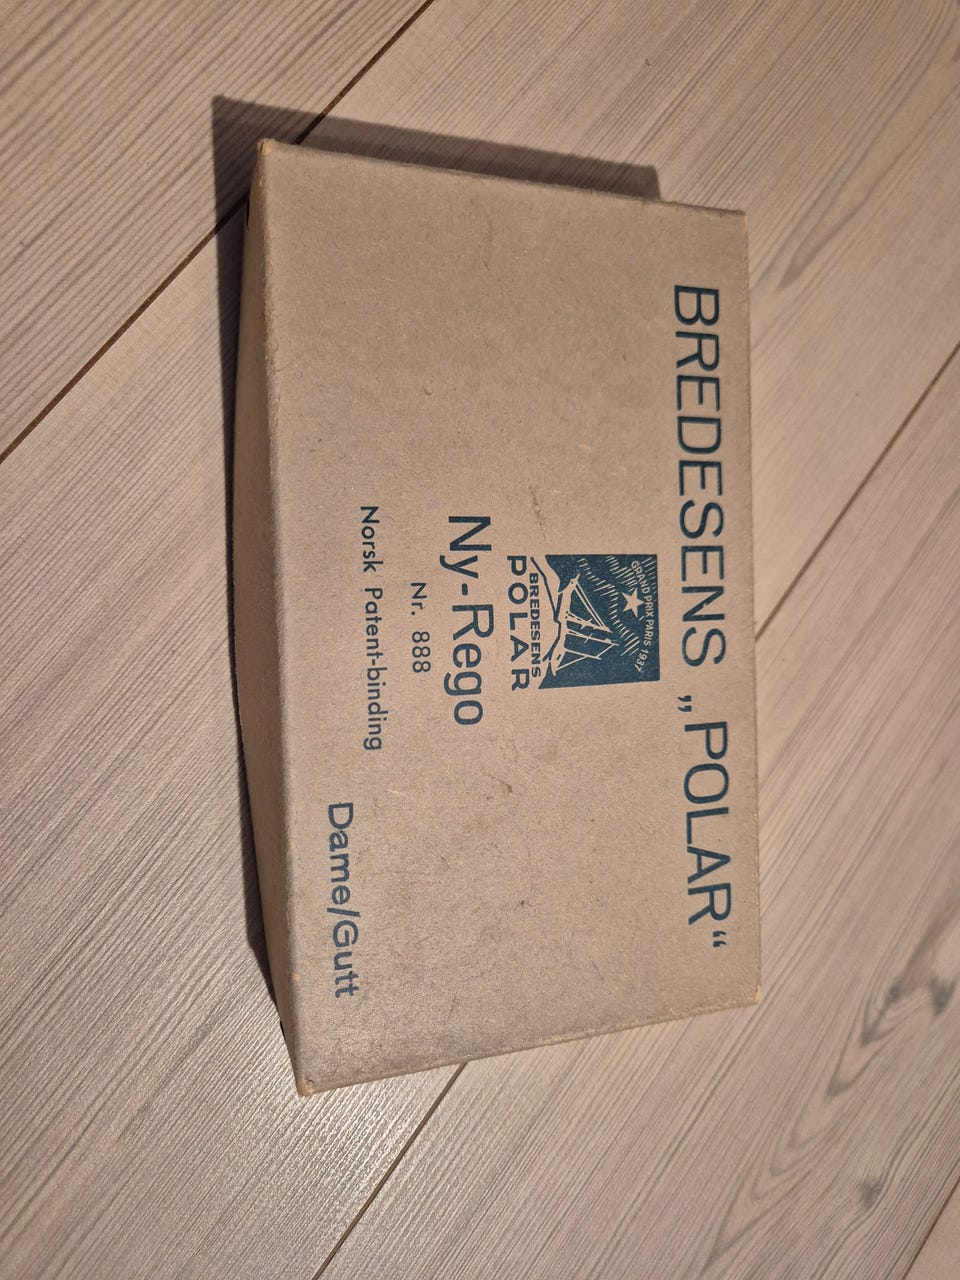 BREDESENS „POLAR“
GRAND PRIX PARIS 1937
BREDESENS
POLAR
Ny-Rego
Nr. 888
Norsk Patent-binding
Dame/Gutt